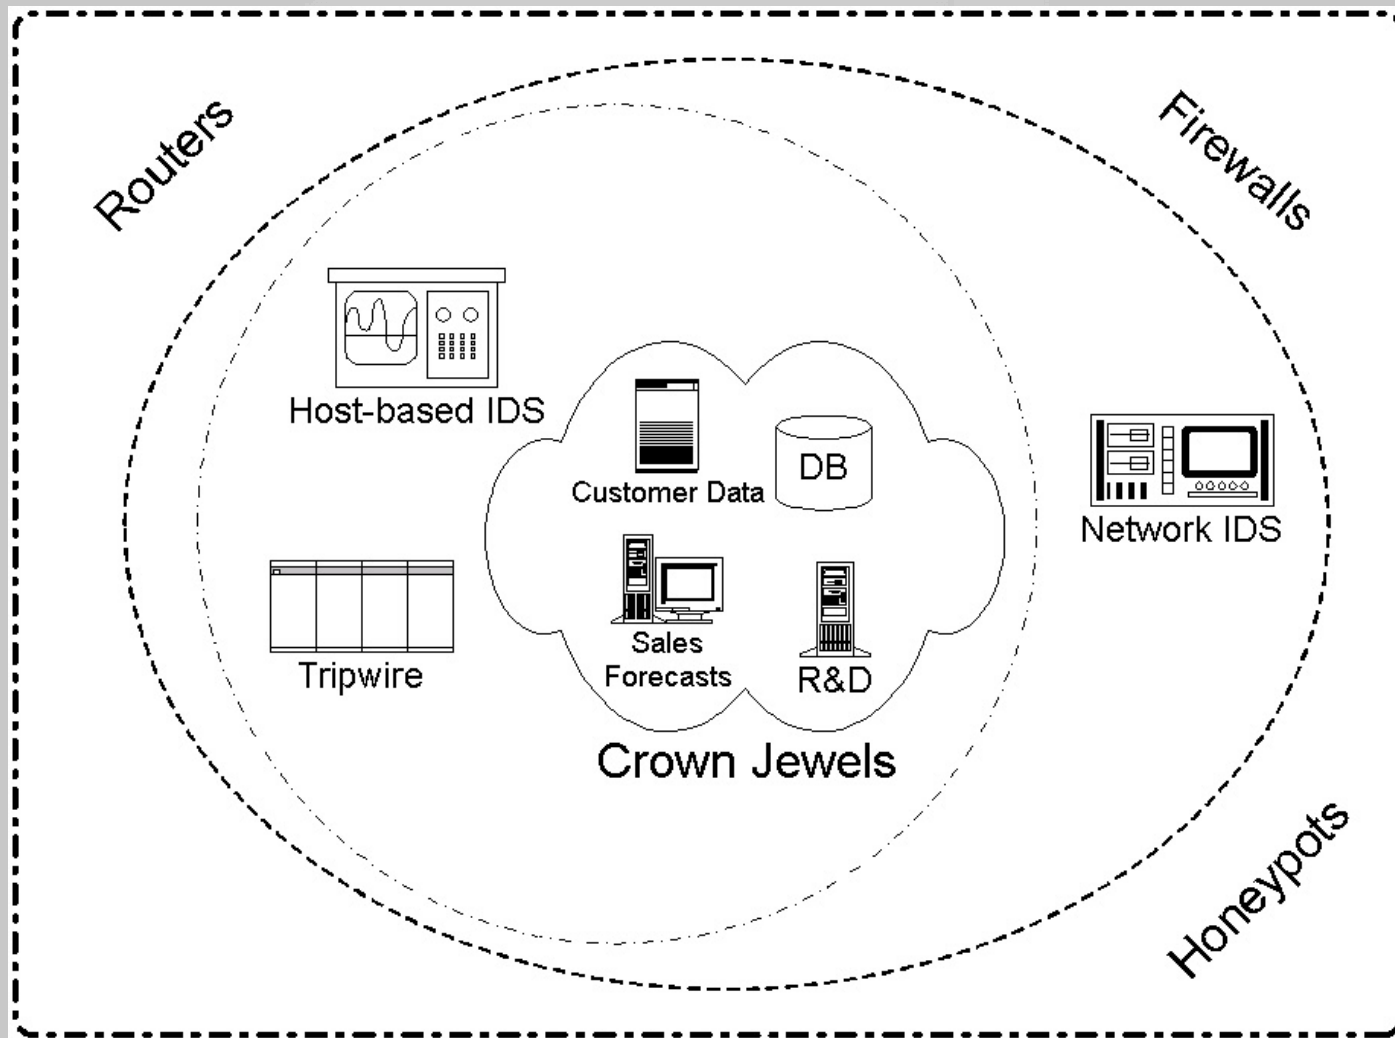 Routers
Firewalls
Host-based IDS
Customer Data
DB
Network IDS
Tripwire
Sales
Forecasts
R&D
Crown Jewels
Honeypots